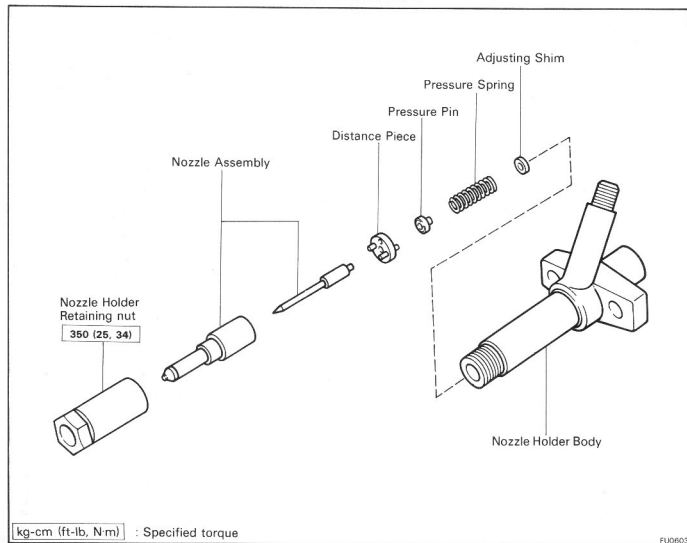 Adjusting Shim
Pressure Spring
Pressure Pin
Distance Piece
Nozzle Assembly
Nozzle Holder
Retaining nut
350 (25, 34)
Nozzle Holder Body
kg-cm (ft-lb, N·m) : Specified torque
FU0603